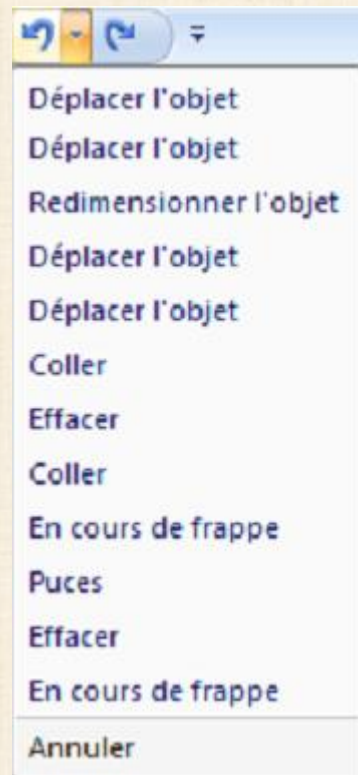 Déplacer l'objet
Déplacer l'objet
Redimensionner l'objet
Déplacer l'objet
Déplacer l'objet
Coller
Effacer
Coller
En cours de frappe
Puces
Effacer
En cours de frappe
Annuler